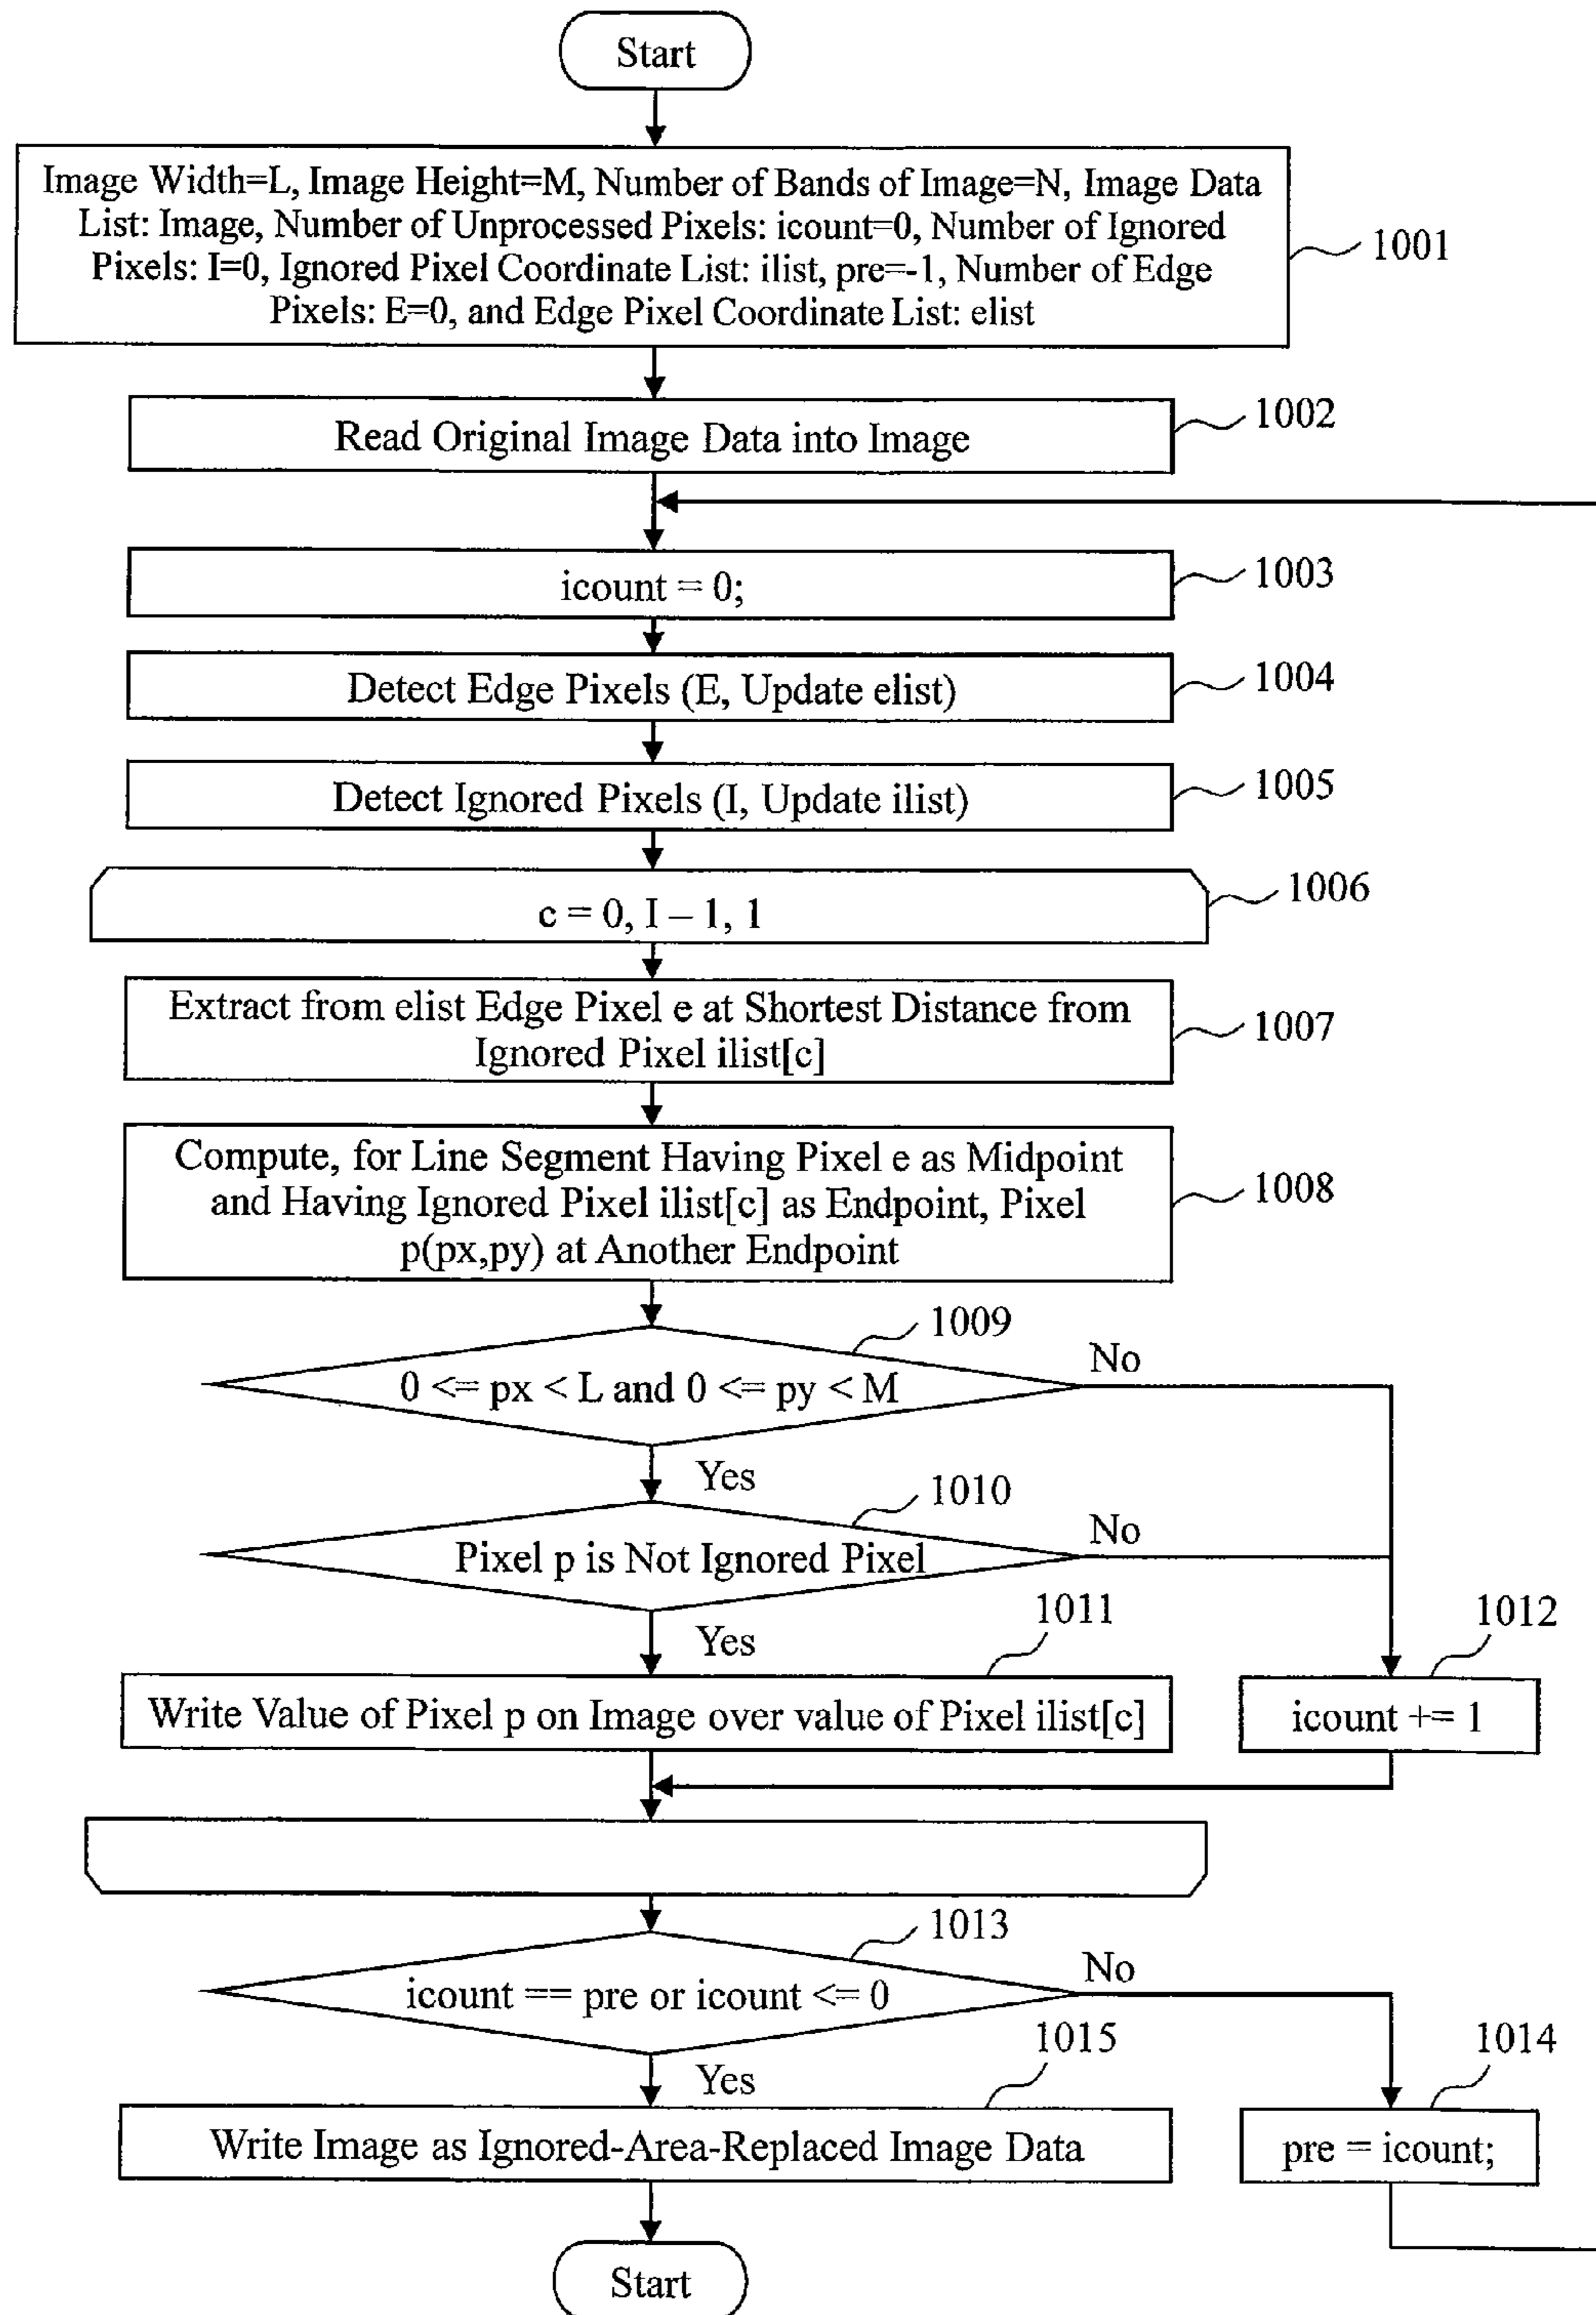 Start
Image Width=L, Image Height=M, Number of Bands of Image=N, Image Data
List: Image, Number of Unprocessed Pixels: icount=0, Number of Ignored
Pixels: I=0, Ignored Pixel Coordinate List: ilist, pre=-1, Number of Edge
Pixels: E=0, and Edge Pixel Coordinate List: elist
1001
Read Original Image Data into Image
1002
icount = 0;
1003
Detect Edge Pixels (E, Update elist)
1004
Detect Ignored Pixels (I, Update ilist)
1005
c = 0, I – 1, 1
1006
Extract from elist Edge Pixel e at Shortest Distance from
Ignored Pixel ilist[c]
1007
Compute, for Line Segment Having Pixel e as Midpoint
and Having Ignored Pixel ilist[c] as Endpoint, Pixel
p(px,py) at Another Endpoint
1008
1009
0 <= px < L and 0 <= py < M
No
Yes
1010
Pixel p is Not Ignored Pixel
No
Yes
1011
Write Value of Pixel p on Image over value of Pixel ilist[c]
1012
icount += 1
1013
icount == pre or icount <= 0
No
Yes
1015
Write Image as Ignored-Area-Replaced Image Data
1014
pre = icount;
Start